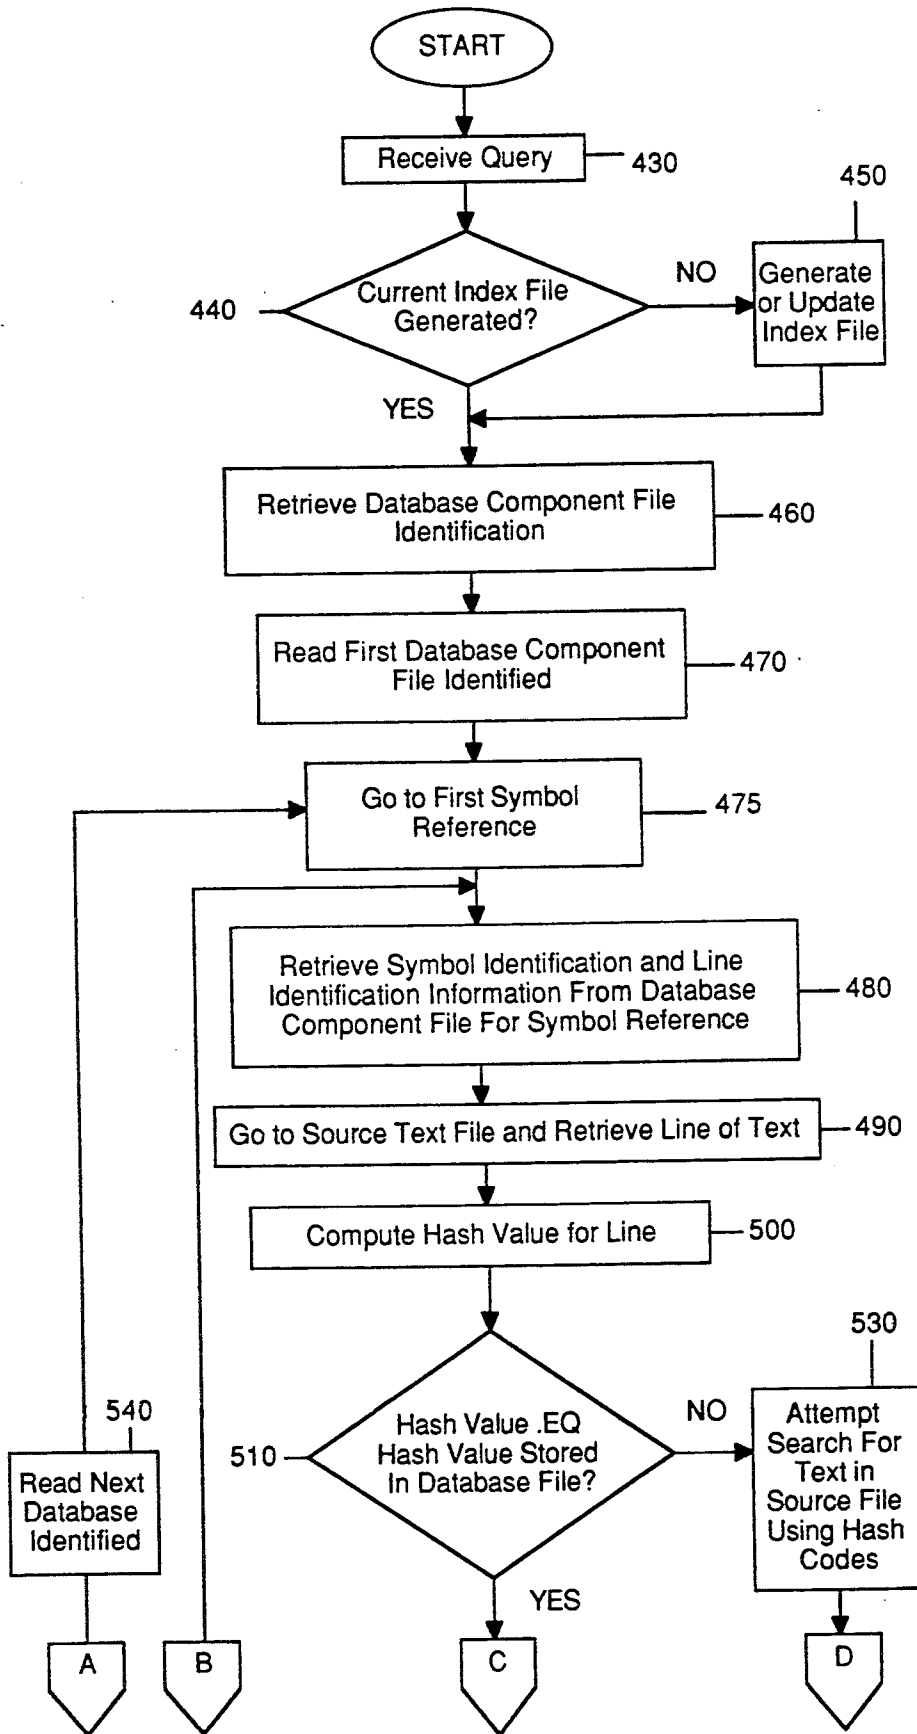 START
Receive Query
430
450
440
Current Index File
Generated?
NO
Generate
or Update
Index File
YES
Retrieve Database Component File
Identification
460
Read First Database Component
File Identified
470
Go to First Symbol
Reference
475
Retrieve Symbol Identification and Line
Identification Information From Database
Component File For Symbol Reference
480
Go to Source Text File and Retrieve Line of Text
490
Compute Hash Value for Line
500
530
540
510
Hash Value .EQ
Hash Value Stored
In Database File?
NO
Attempt
Search For
Text in
Source File
Using Hash
Codes
Read Next
Database
Identified
YES
A
B
C
D